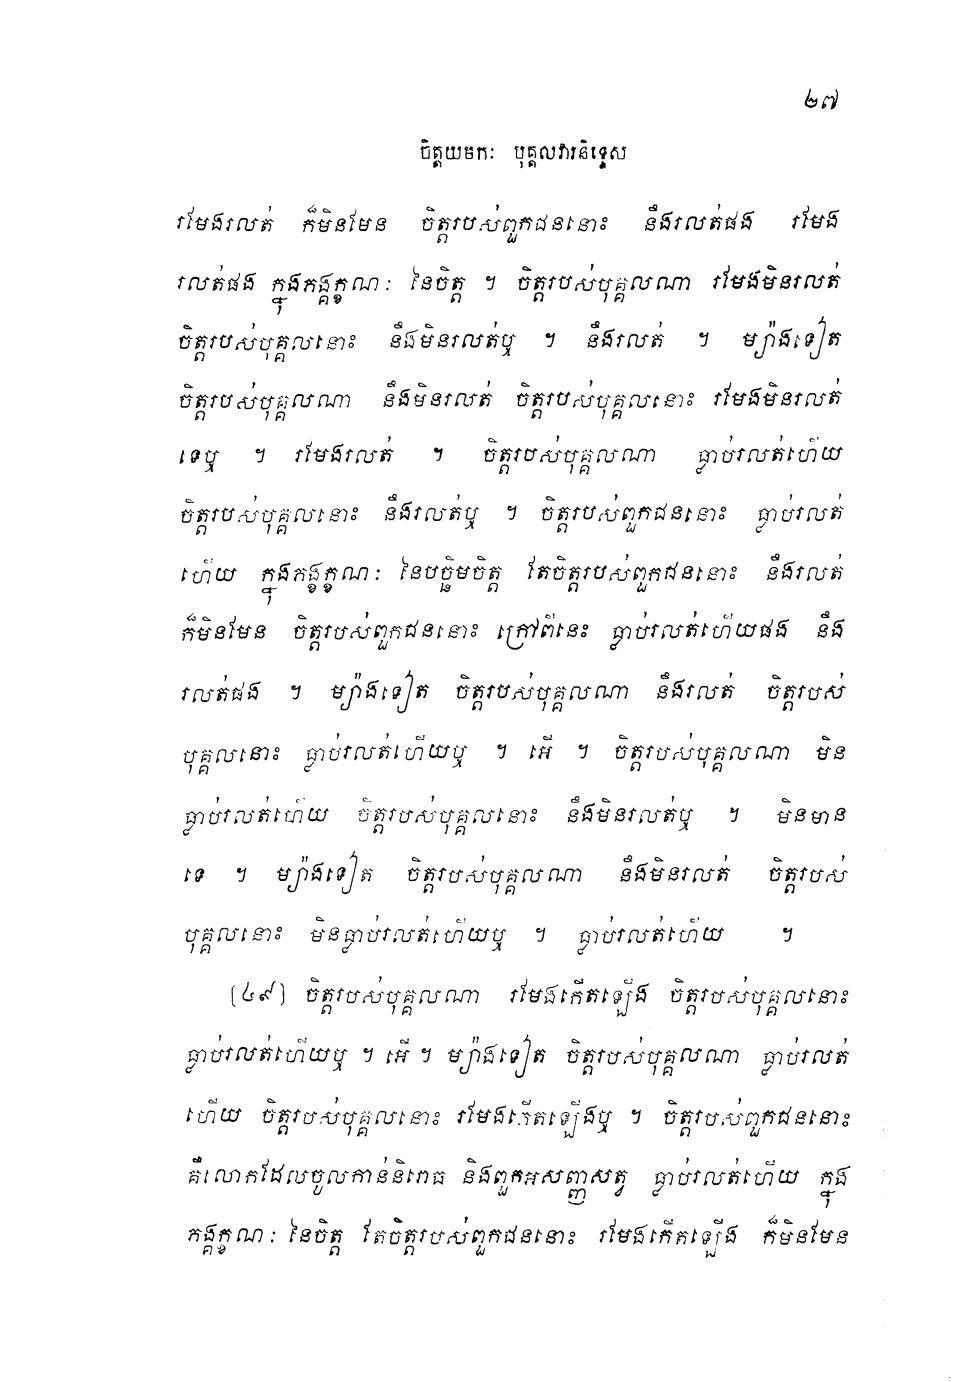 ២៧
ចិត្តយមកៈ បុគ្គលវារនិទ្ទេស
រមែងរលត់ ក៏មិនមែន ចិត្តរបស់ពួកជននោះ នឹងរលត់ផង រមែង
រលត់ផង ក្នុងភង្គក្ខណៈ នៃចិត្ត ។ ចិត្តរបស់បុគ្គលណា រមែងមិនរលត់
ចិត្តរបស់បុគ្គលនោះ នឹងមិនរលត់ឬ ។ នឹងរលត់ ។ ម្យ៉ាងទៀត
ចិត្តរបស់បុគ្គលណា នឹងមិនរលត់ ចិត្តរបស់បុគ្គលនោះ រមែងមិនរលត់
ទេឬ ។ រមែងរលត់ ។ ចិត្តរបស់បុគ្គលណា ធ្លាប់រលត់ហើយ
ចិត្តរបស់បុគ្គលនោះ នឹងរលត់ឬ ។ ចិត្តរបស់ពួកជននោះ ធ្លាប់រលត់
ហើយ ក្នុងភង្គក្ខណៈ នៃបច្ឆិមចិត្ត តែចិត្តរបស់ពួកជននោះ នឹងរលត់
ក៏មិនមែន ចិត្តរបស់ពួកជននោះ ក្រៅពីនេះ ធ្លាប់រលត់ហើយផង នឹង
រលត់ផង ។ ម្យ៉ាងទៀត ចិត្តរបស់បុគ្គលណា នឹងរលត់ ចិត្តរបស់
បុគ្គលនោះ ធ្លាប់រលត់ហើយឬ ។ អើ ។ ចិត្តរបស់បុគ្គលណា មិន
ធ្លាប់រលត់ហើយ ចិត្តរបស់បុគ្គលនោះ នឹងមិនរលត់ឬ ។ មិនមាន
ទេ ។ ម្យ៉ាងទៀត ចិត្តរបស់បុគ្គលណា នឹងមិនរលត់ ចិត្តរបស់
បុគ្គលនោះ មិនធ្លាប់រលត់ហើយឬ ។ ធ្លាប់រលត់ហើយ ។
(៤៩) ចិត្តរបស់បុគ្គលណា រមែងកើតឡើង ចិត្តរបស់បុគ្គលនោះ
ធ្លាប់រលត់ហើយឬ ។ អើ ។ ម្យ៉ាងទៀត ចិត្តរបស់បុគ្គលណា ធ្លាប់រលត់
ហើយ ចិត្តរបស់បុគ្គលនោះ រមែងកើតឡើងឬ ។ ចិត្តរបស់ពួកជននោះ
គឺលោកដែលចូលកាន់និរោធ និងពួកអសញ្ញសត្វ ធ្លាប់រលត់ហើយ ក្នុង
ភង្គក្ខណៈ នៃចិត្ត តែចិត្តរបស់ពួកជននោះ រមែងកើតឡើង ក៏មិនមែន